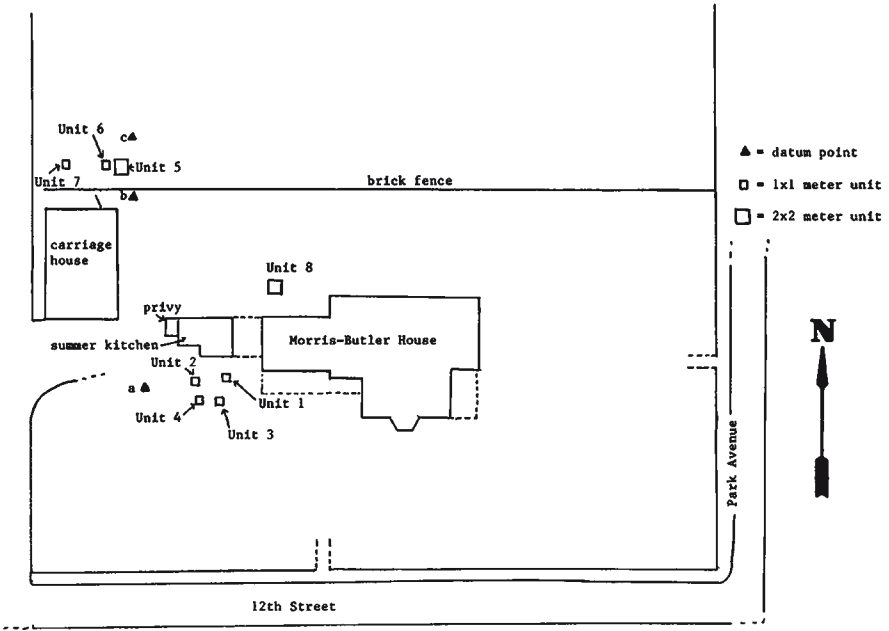 Unit 6
c
Unit 5
Unit 7
= datum point
brick fence
= 1x1 meter unit
b
= 2x2 meter unit
carriage
house
Unit 8
privy
summer kitchen
Morris-Butler House
N
Unit 2
a
Unit 1
Unit 4
Unit 3
Park Avenue
12th Street